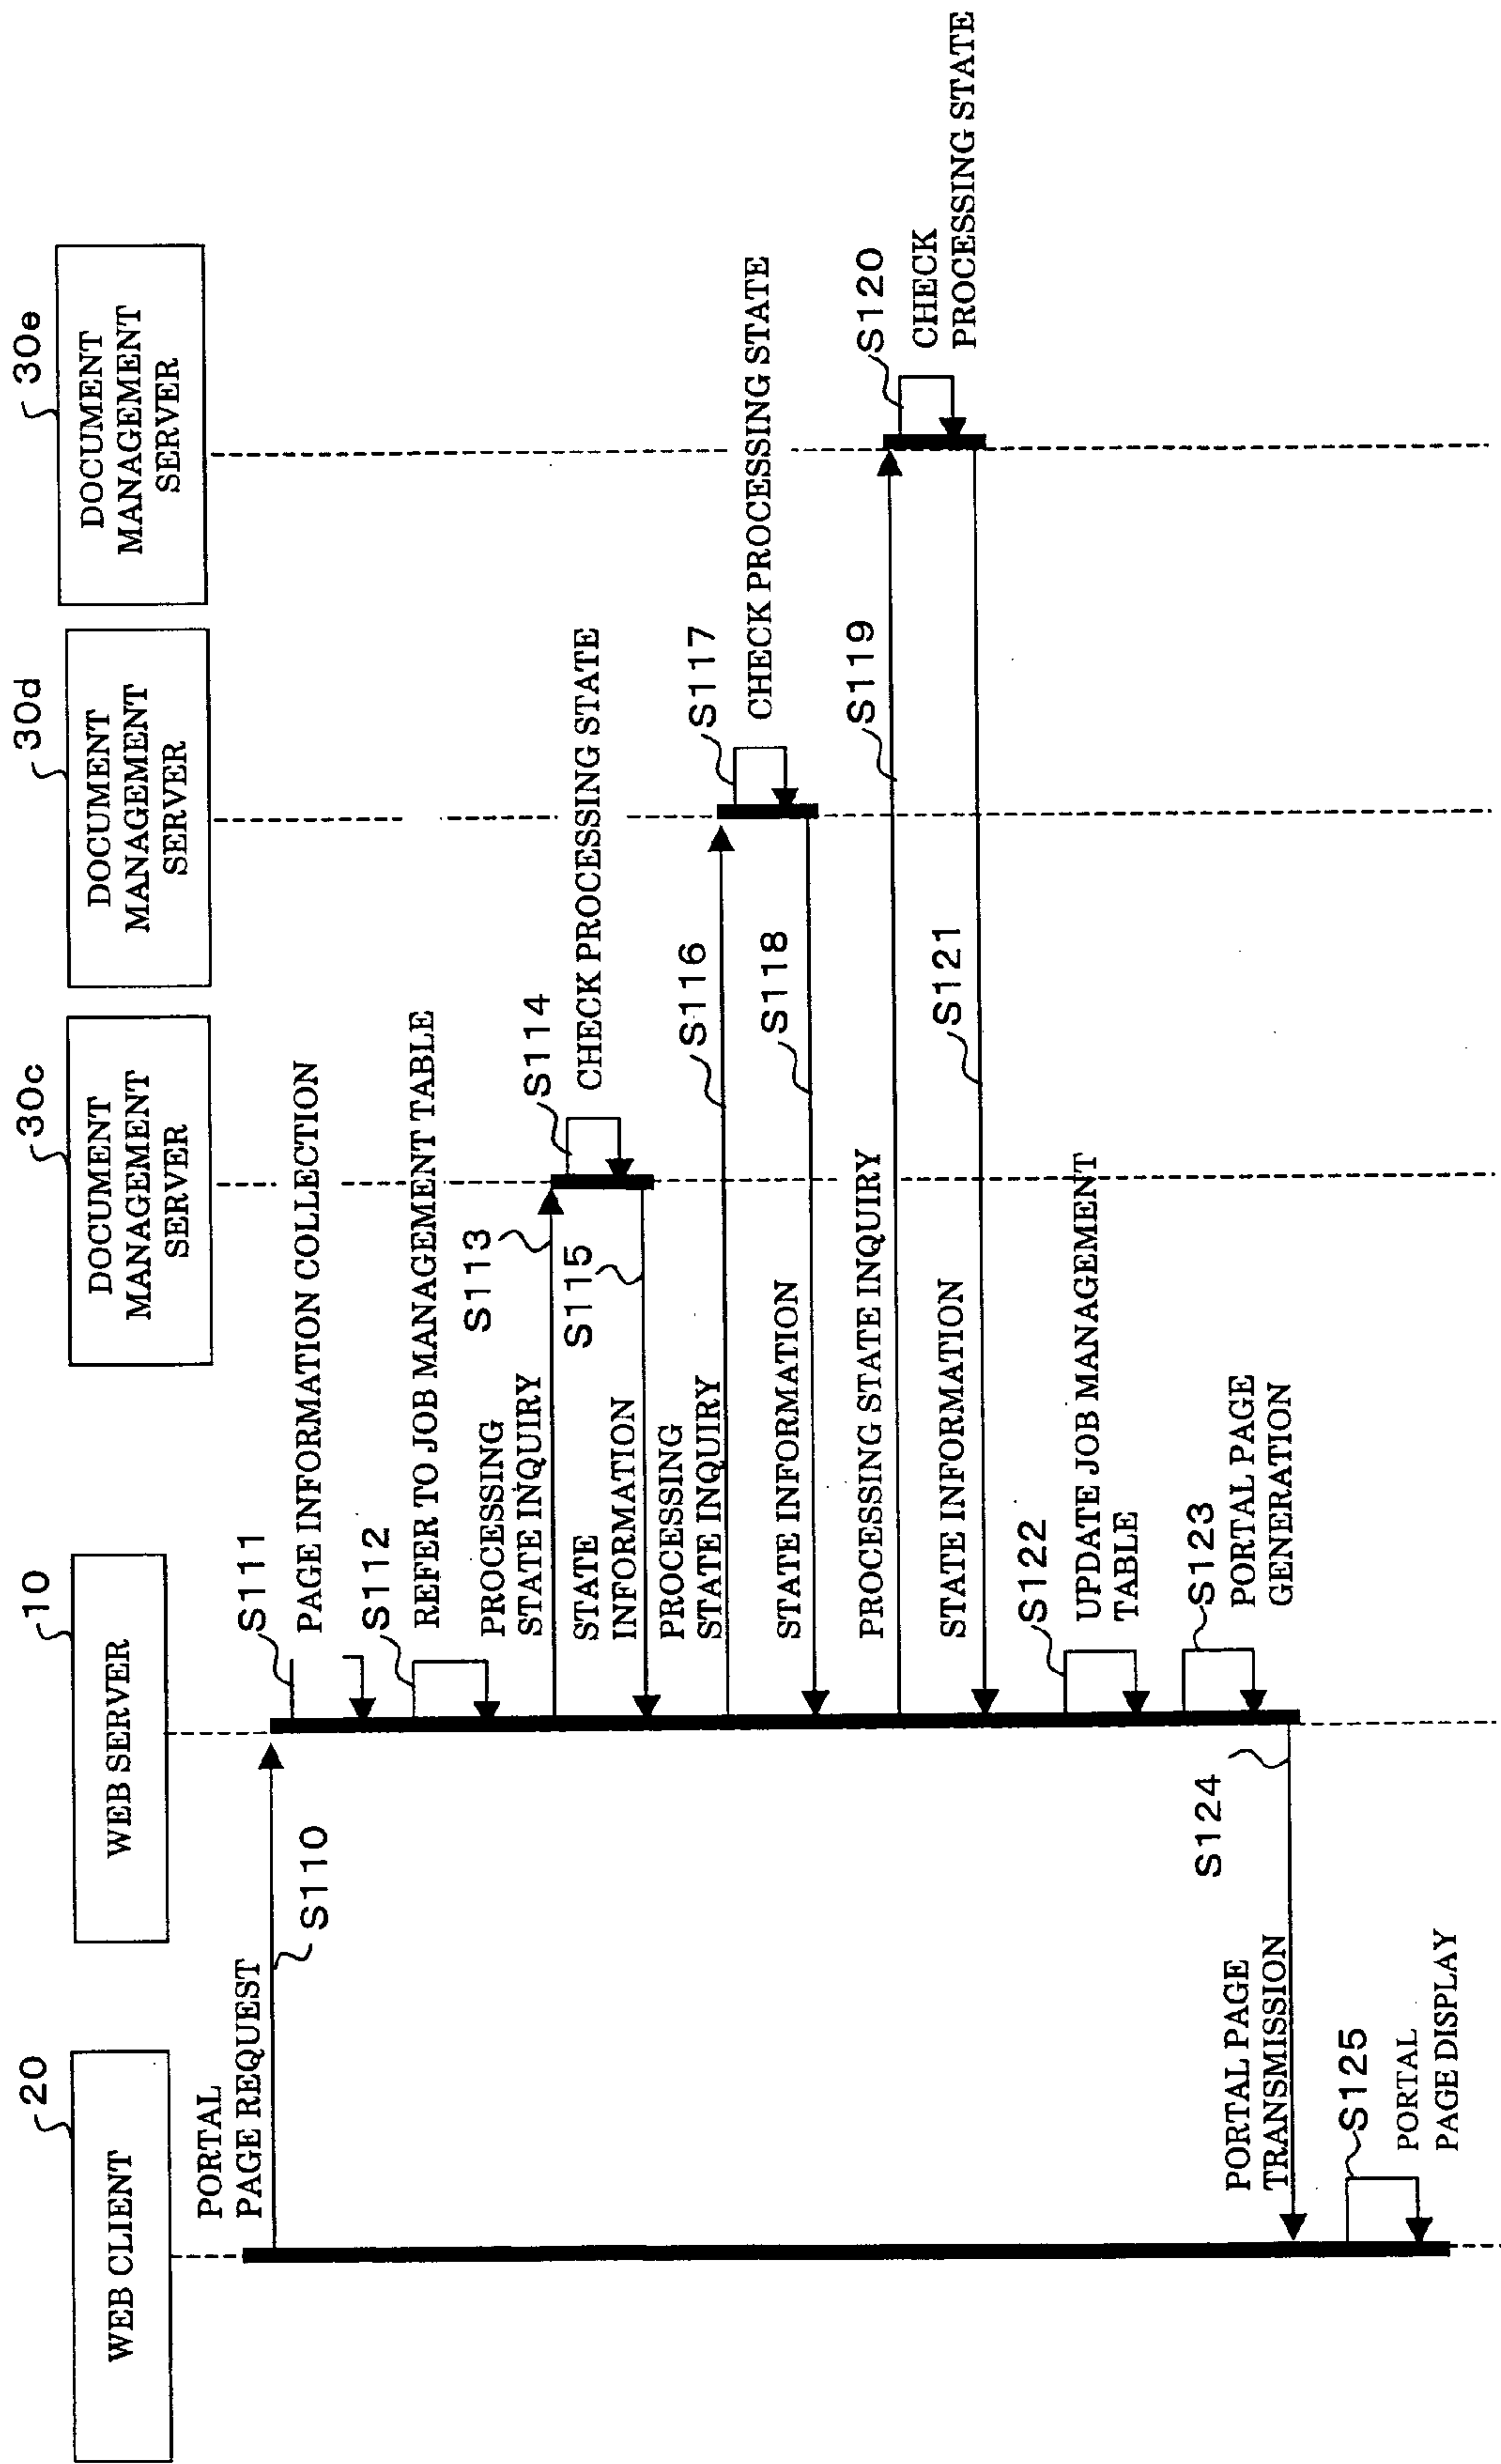 20
WEB CLIENT
10
WEB SERVER
30c
DOCUMENT
MANAGEMENT
SERVER
30d
DOCUMENT
MANAGEMENT
SERVER
30e
DOCUMENT
MANAGEMENT
SERVER
PORTAL
PAGE REQUEST
S110
S111
PAGE INFORMATION COLLECTION
S112
REFER TO JOB MANAGEMENT TABLE
PROCESSING
STATE INQUIRY
S113
S114
CHECK PROCESSING STATE
STATE
INFORMATION
S115
PROCESSING
STATE INQUIRY
S116
S117
CHECK PROCESSING STATE
STATE INFORMATION
S118
PROCESSING STATE INQUIRY
S119
S120
CHECK
PROCESSING STATE
STATE INFORMATION
S121
S122
UPDATE JOB MANAGEMENT
TABLE
S123
PORTAL PAGE
GENERATION
PORTAL PAGE
TRANSMISSION
S124
S125
PORTAL
PAGE DISPLAY